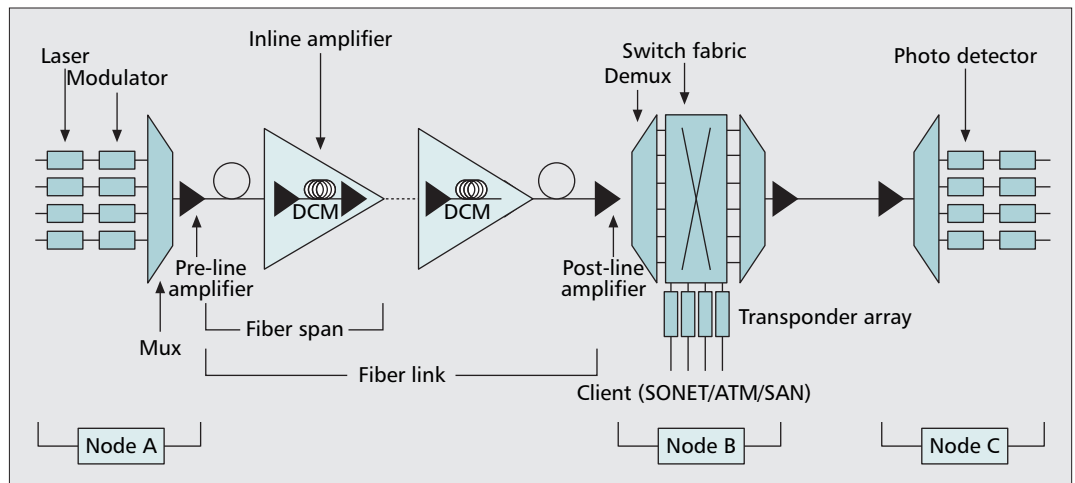 Laser
Modulator
Inline amplifier
Switch fabric
Demux
Photo detector
DCM
DCM
Pre-line
amplifier
Post-line
amplifier
Mux
Fiber span
Transponder array
Fiber link
Client (SONET/ATM/SAN)
Node A
Node B
Node C